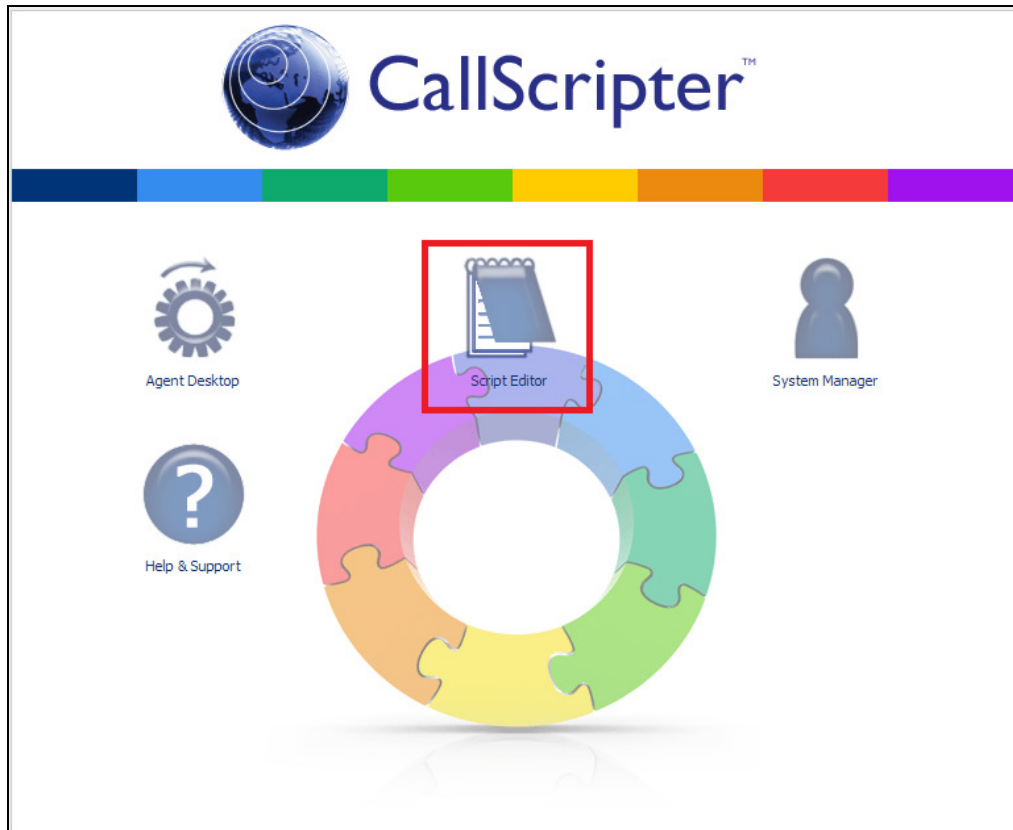 CallScripter™
Agent Desktop
Script Editor
System Manager
?
Help & Support